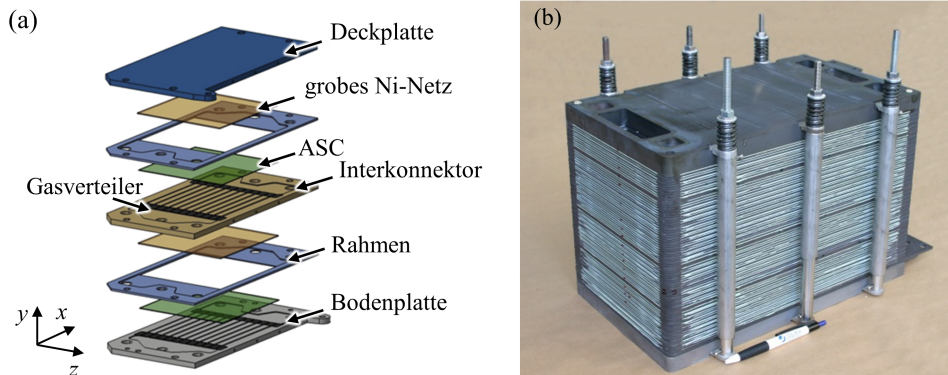 (a)
Deckplatte
grobes Ni-Netz
ASC
Interkonnektor
Gasverteiler
Rahmen
Bodenplatte
y
x
z
(b)